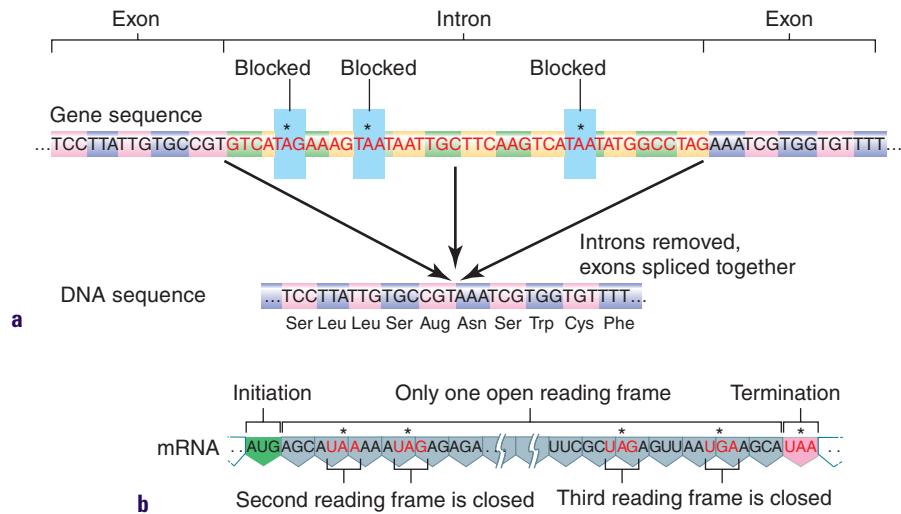 Exon Intron Exon
Blocked Blocked Blocked
Gene sequence
* * *
...TCCTTATTGTGCCGTGTCATAGAAAGTAATAATTGCTTCAAGTCATAATATGGCCTAGAAATCGTGGTGTTTT...
Introns removed,
exons spliced together
DNA sequence ...TCCTTATTGTGCCGTAAATCGTGGTGTTTT...
Ser Leu Leu Ser Aug Asn Ser Trp Cys Phe
a
Initiation Only one open reading frame Termination
* * * * *
mRNA ..AUGAGCAUAAAAAUAGAGAGA.. UUCGCUAGAGUUAAUGAAGCAUAA..
Second reading frame is closed Third reading frame is closed
b